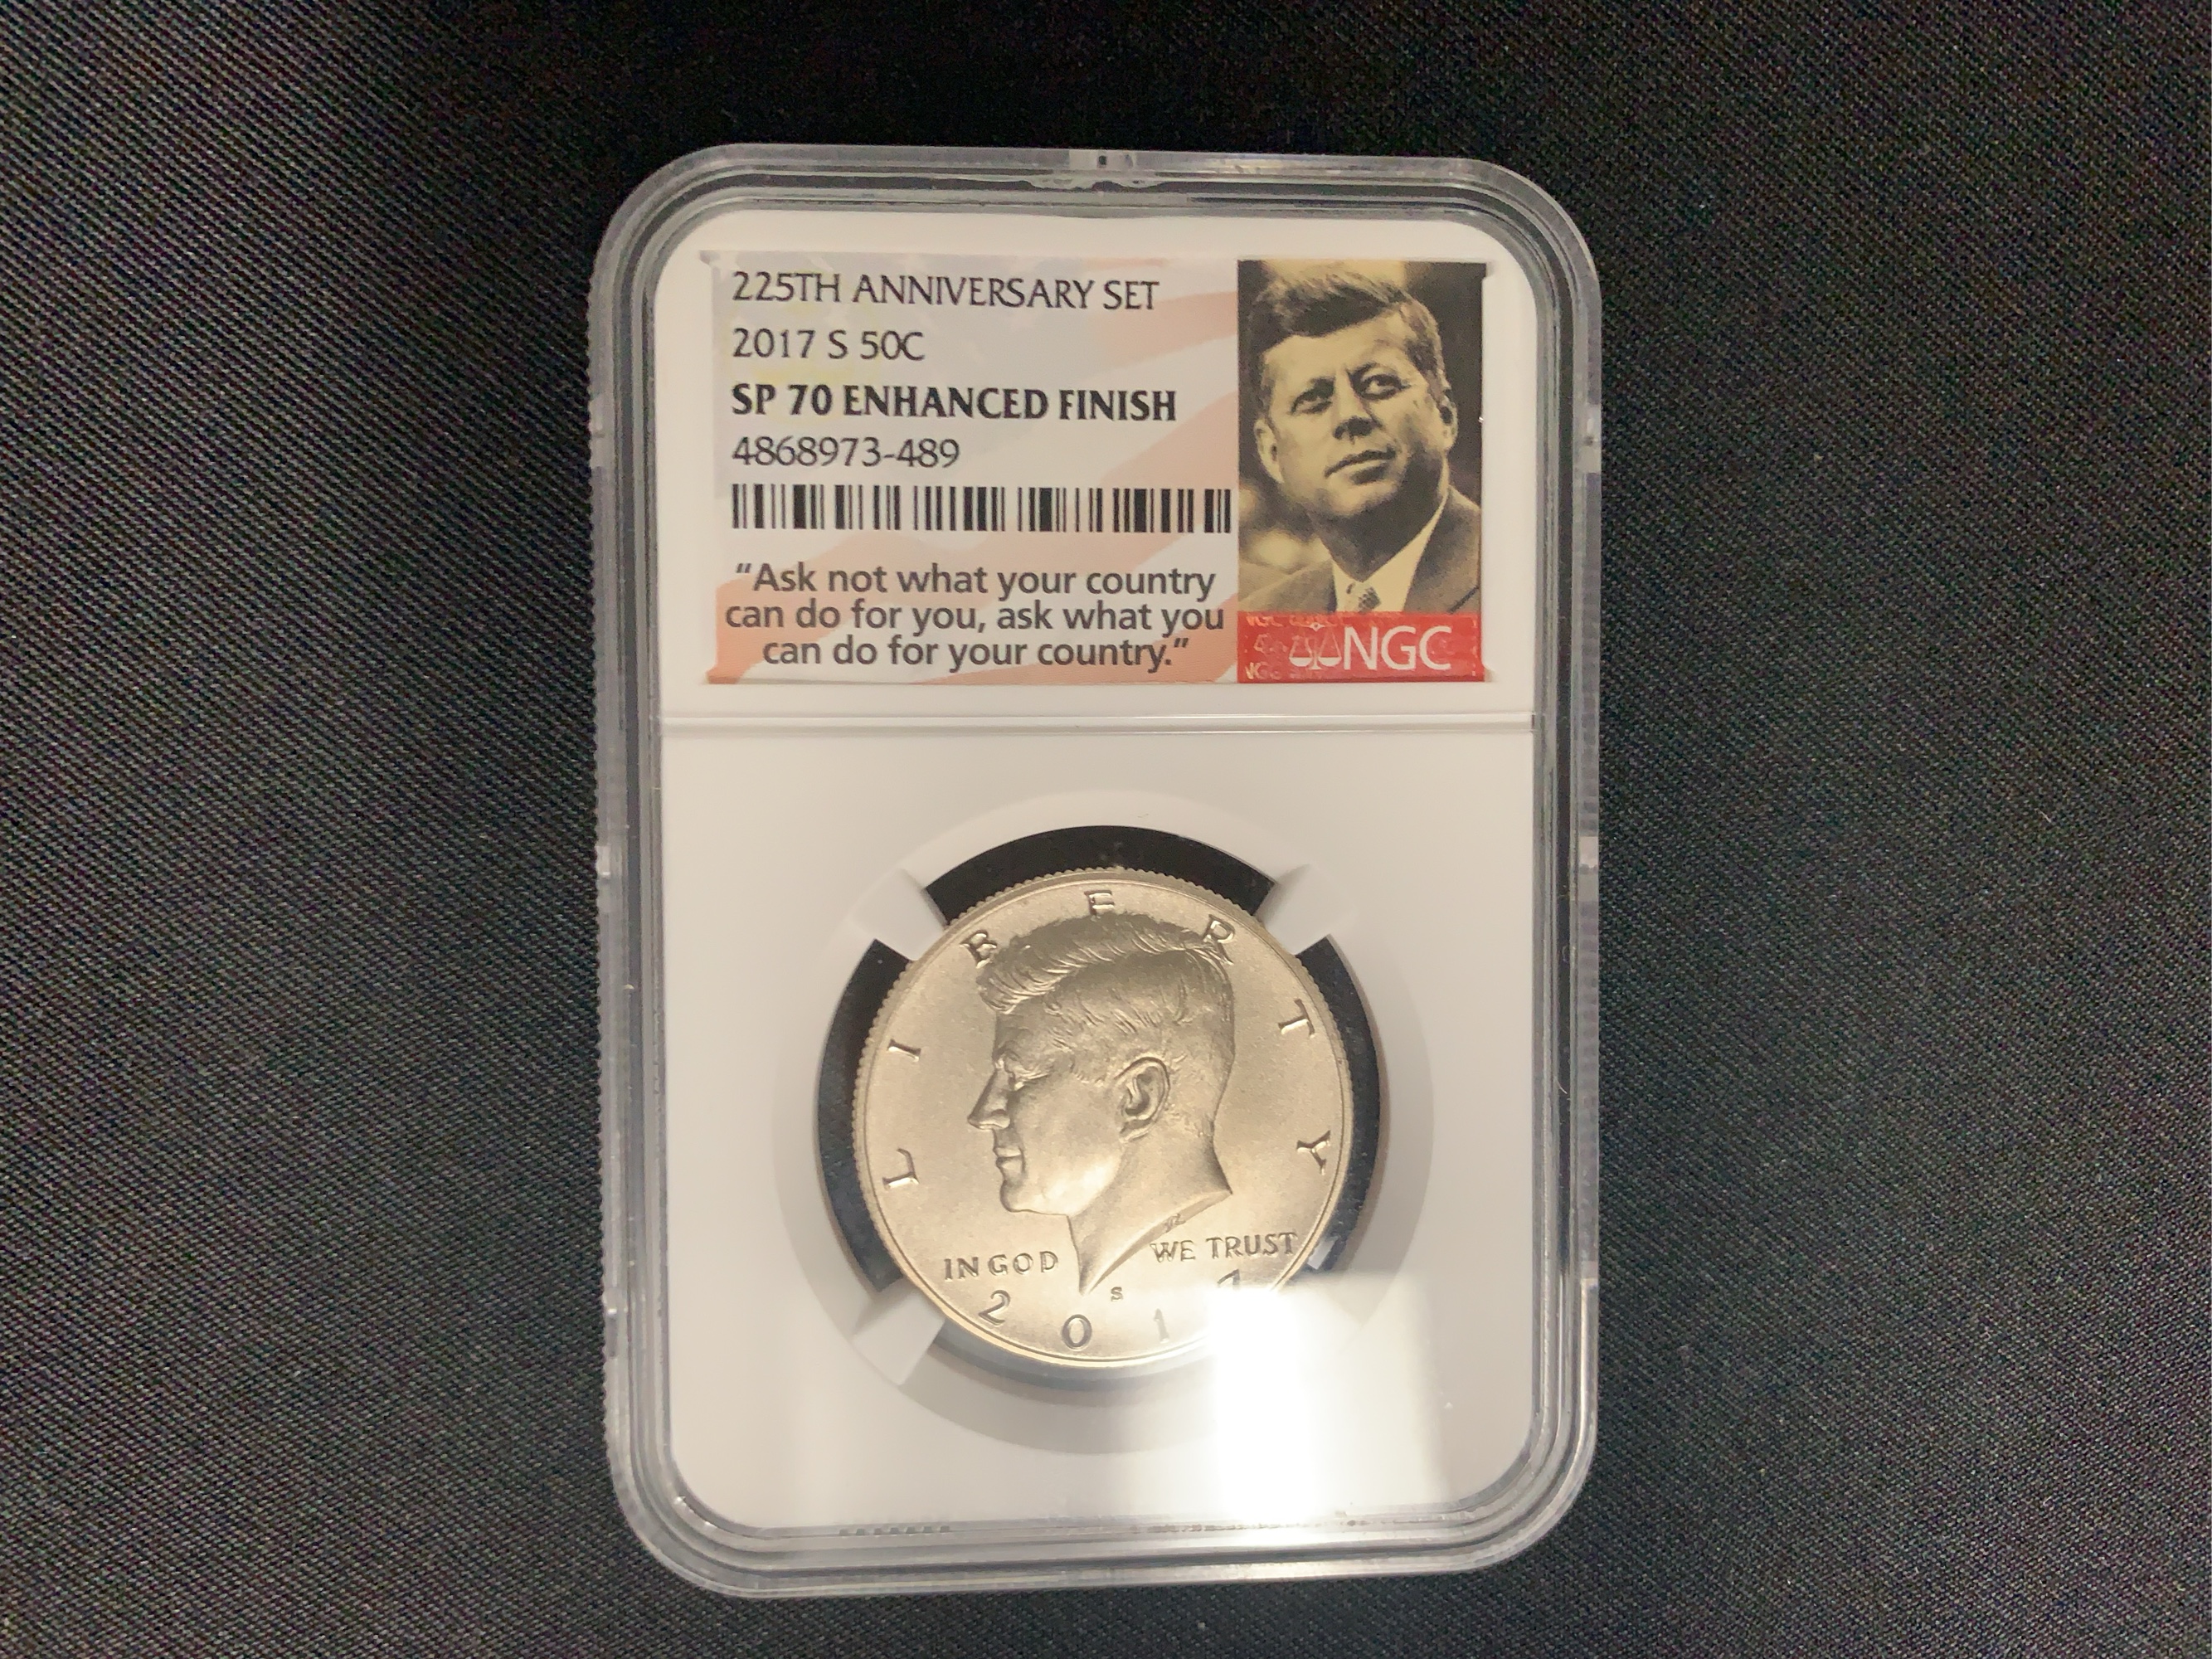 225TH ANNIVERSARY SET
2017 S 50C
SP 70 ENHANCED FINISH
4868973-489
“Ask not what your country
can do for you, ask what you
can do for your country.”
NGC
LIBERTY
IN GOD WE TRUST
S
2017